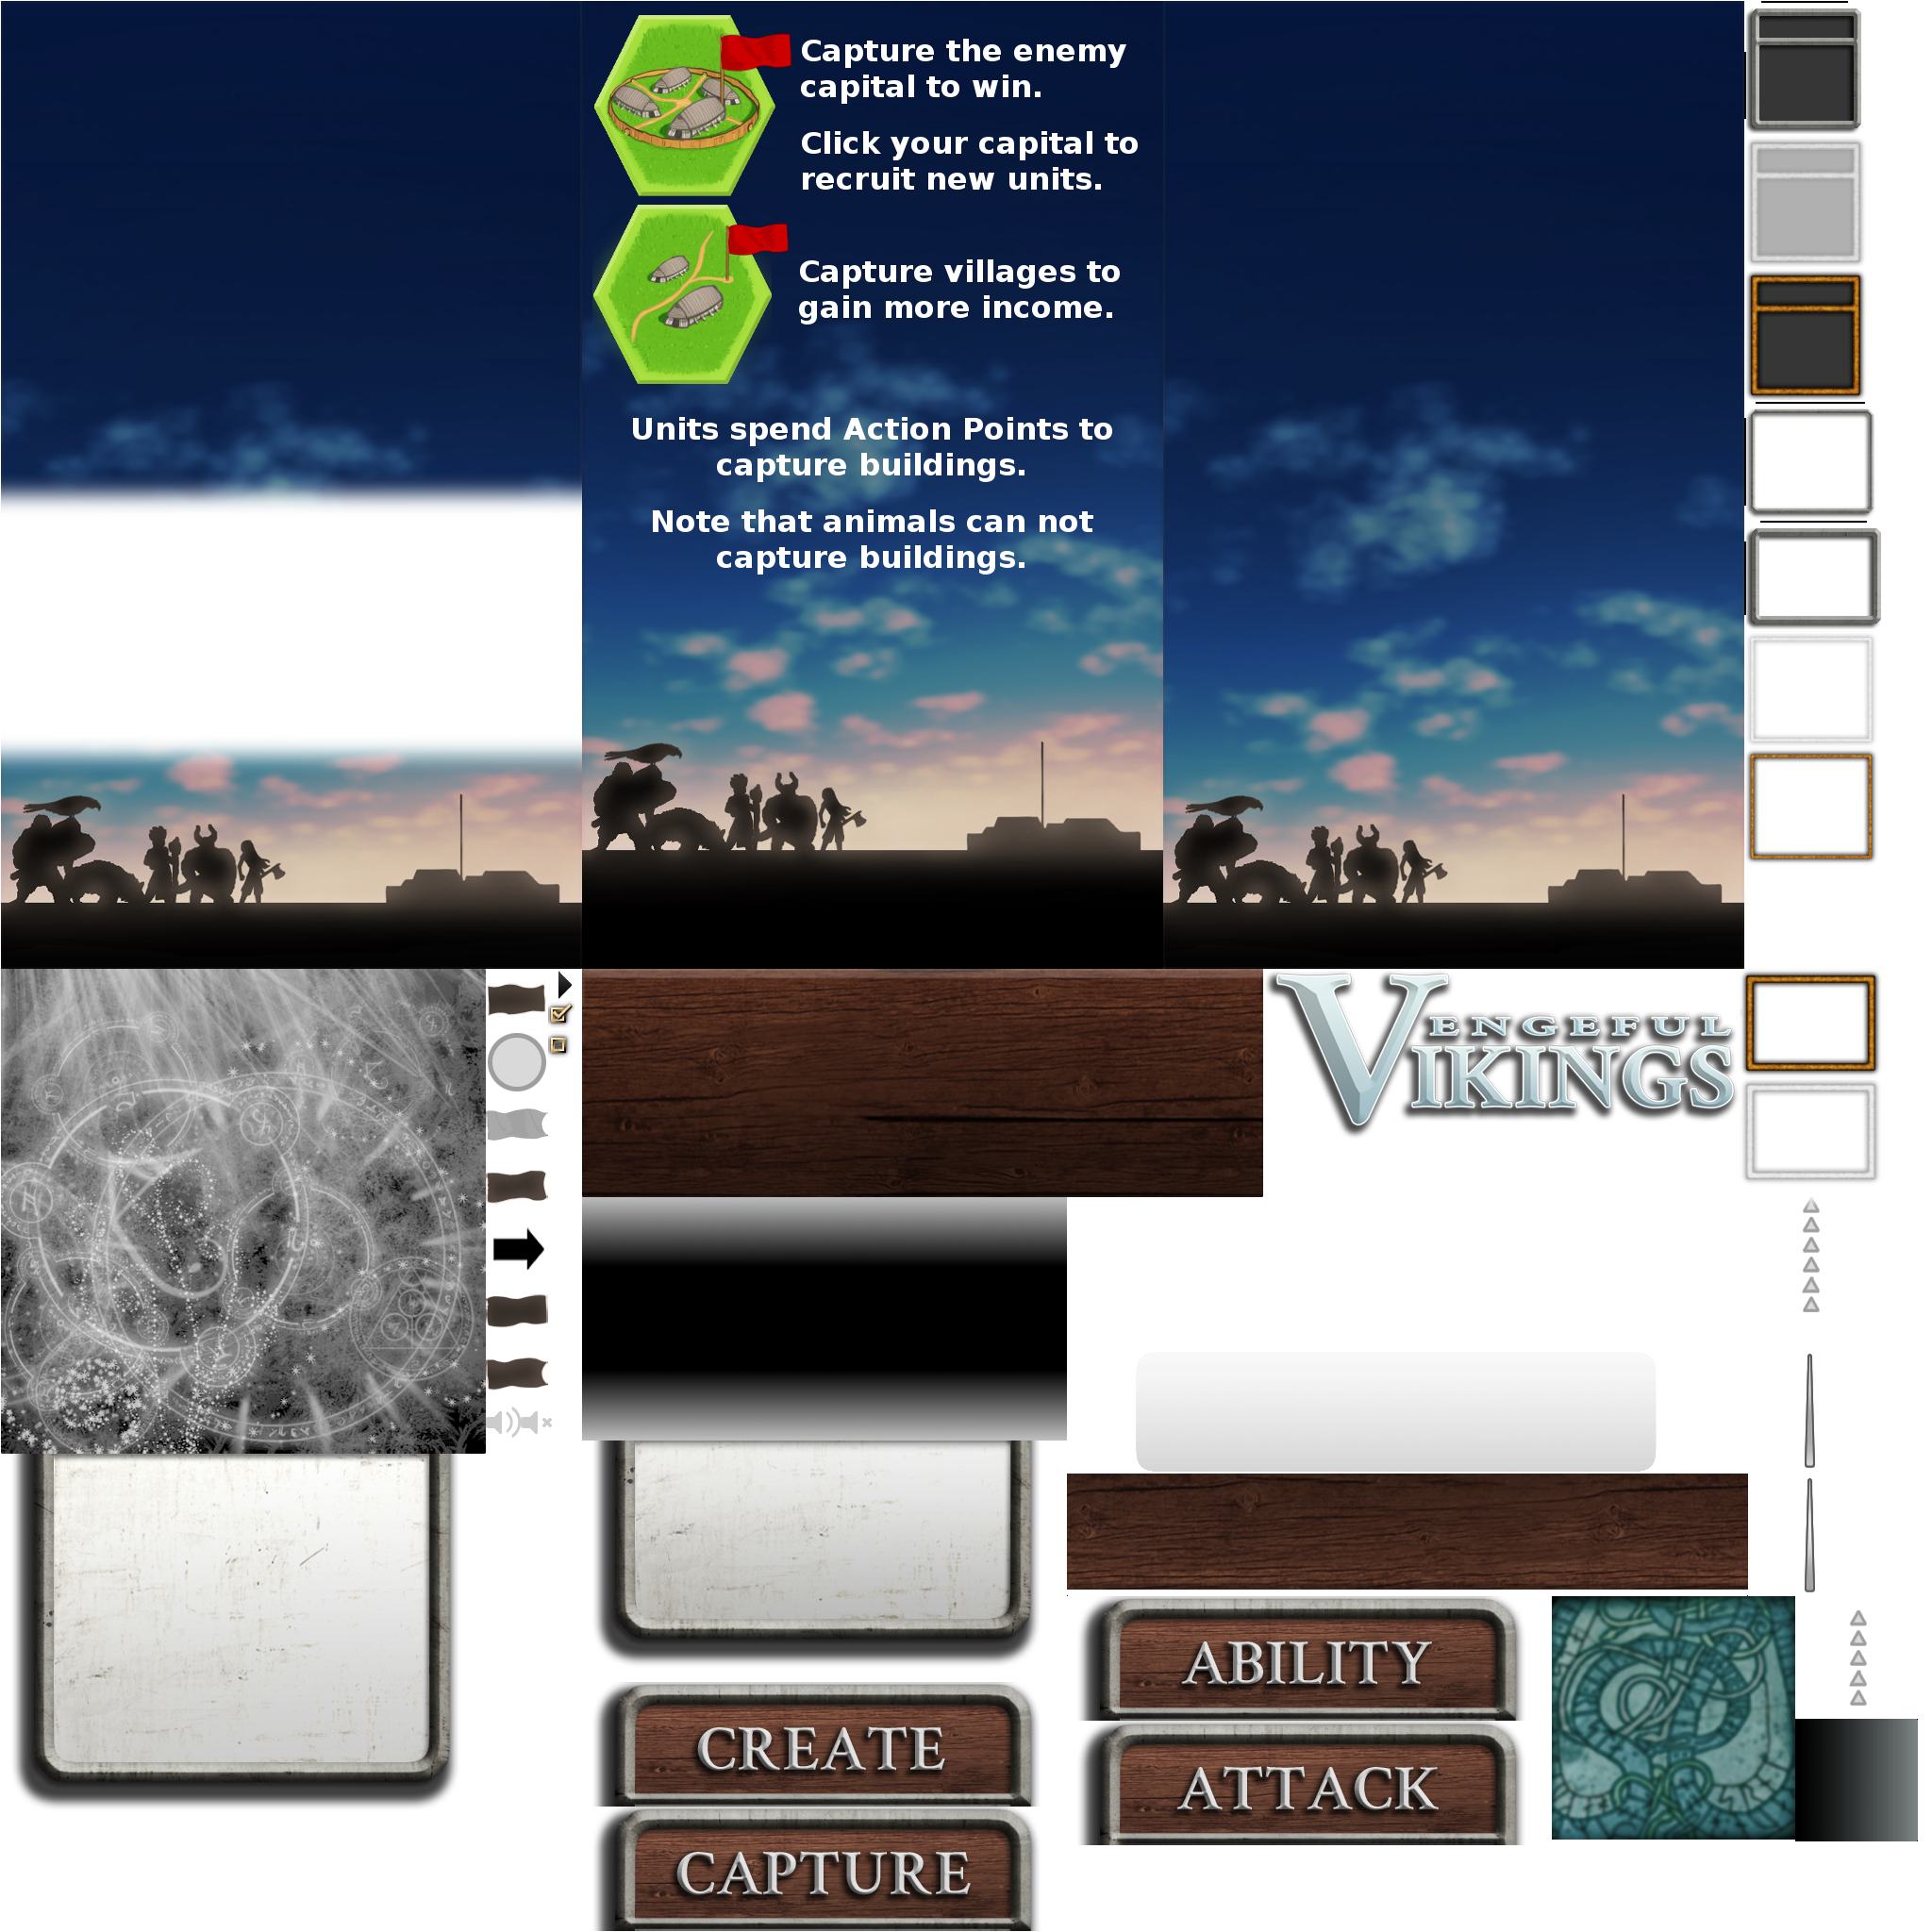 Capture the enemy
capital to win.
Click your capital to
recruit new units.
Capture villages to
gain more income.
Units spend Action Points to
capture buildings.
Note that animals can not
capture buildings.
VENGEFUL
VIKINGS
ABILITY
CREATE
ATTACK
CAPTURE